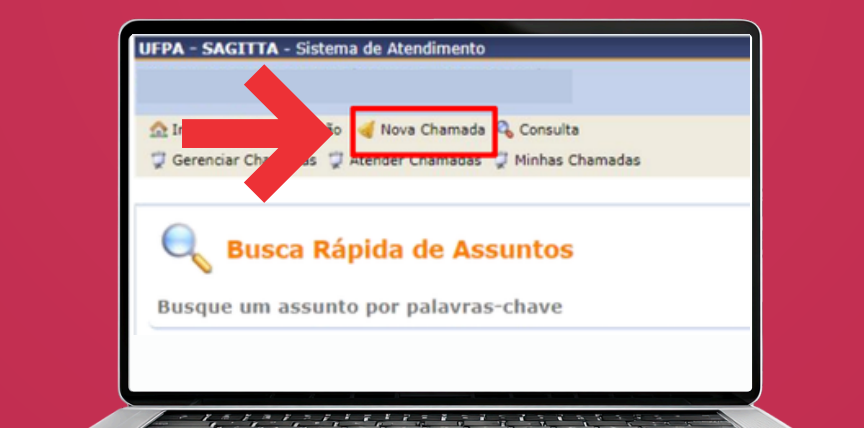 UFPA - SAGITTA - Sistema de Atendimento
Nova Chamada Consulta
Gerenciar Atender Chamadas Minhas Chamadas
Busca Rápida de Assuntos
Busque um assunto por palavras-chave